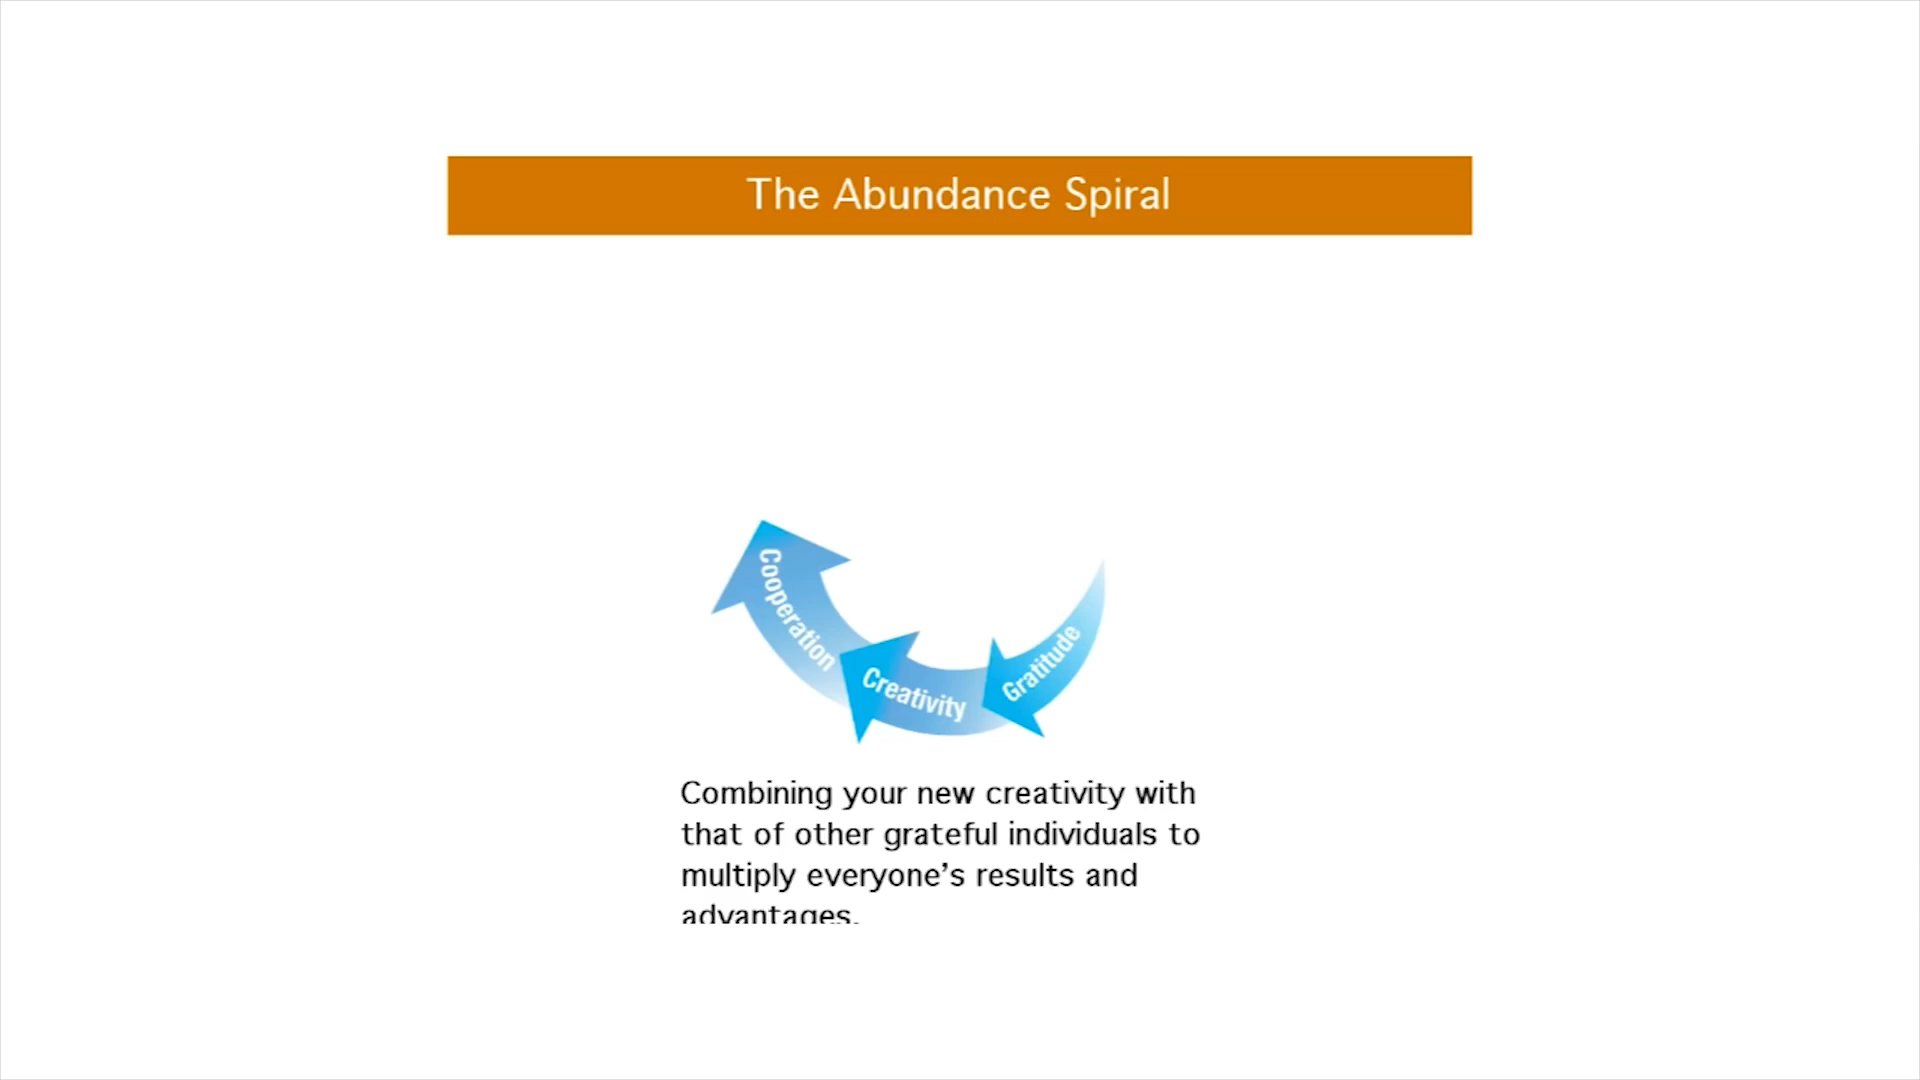 The Abundance Spiral
Cooperation
Creativity
Gratitude
Combining your new creativity with
that of other grateful individuals to
multiply everyone’s results and
advantages.